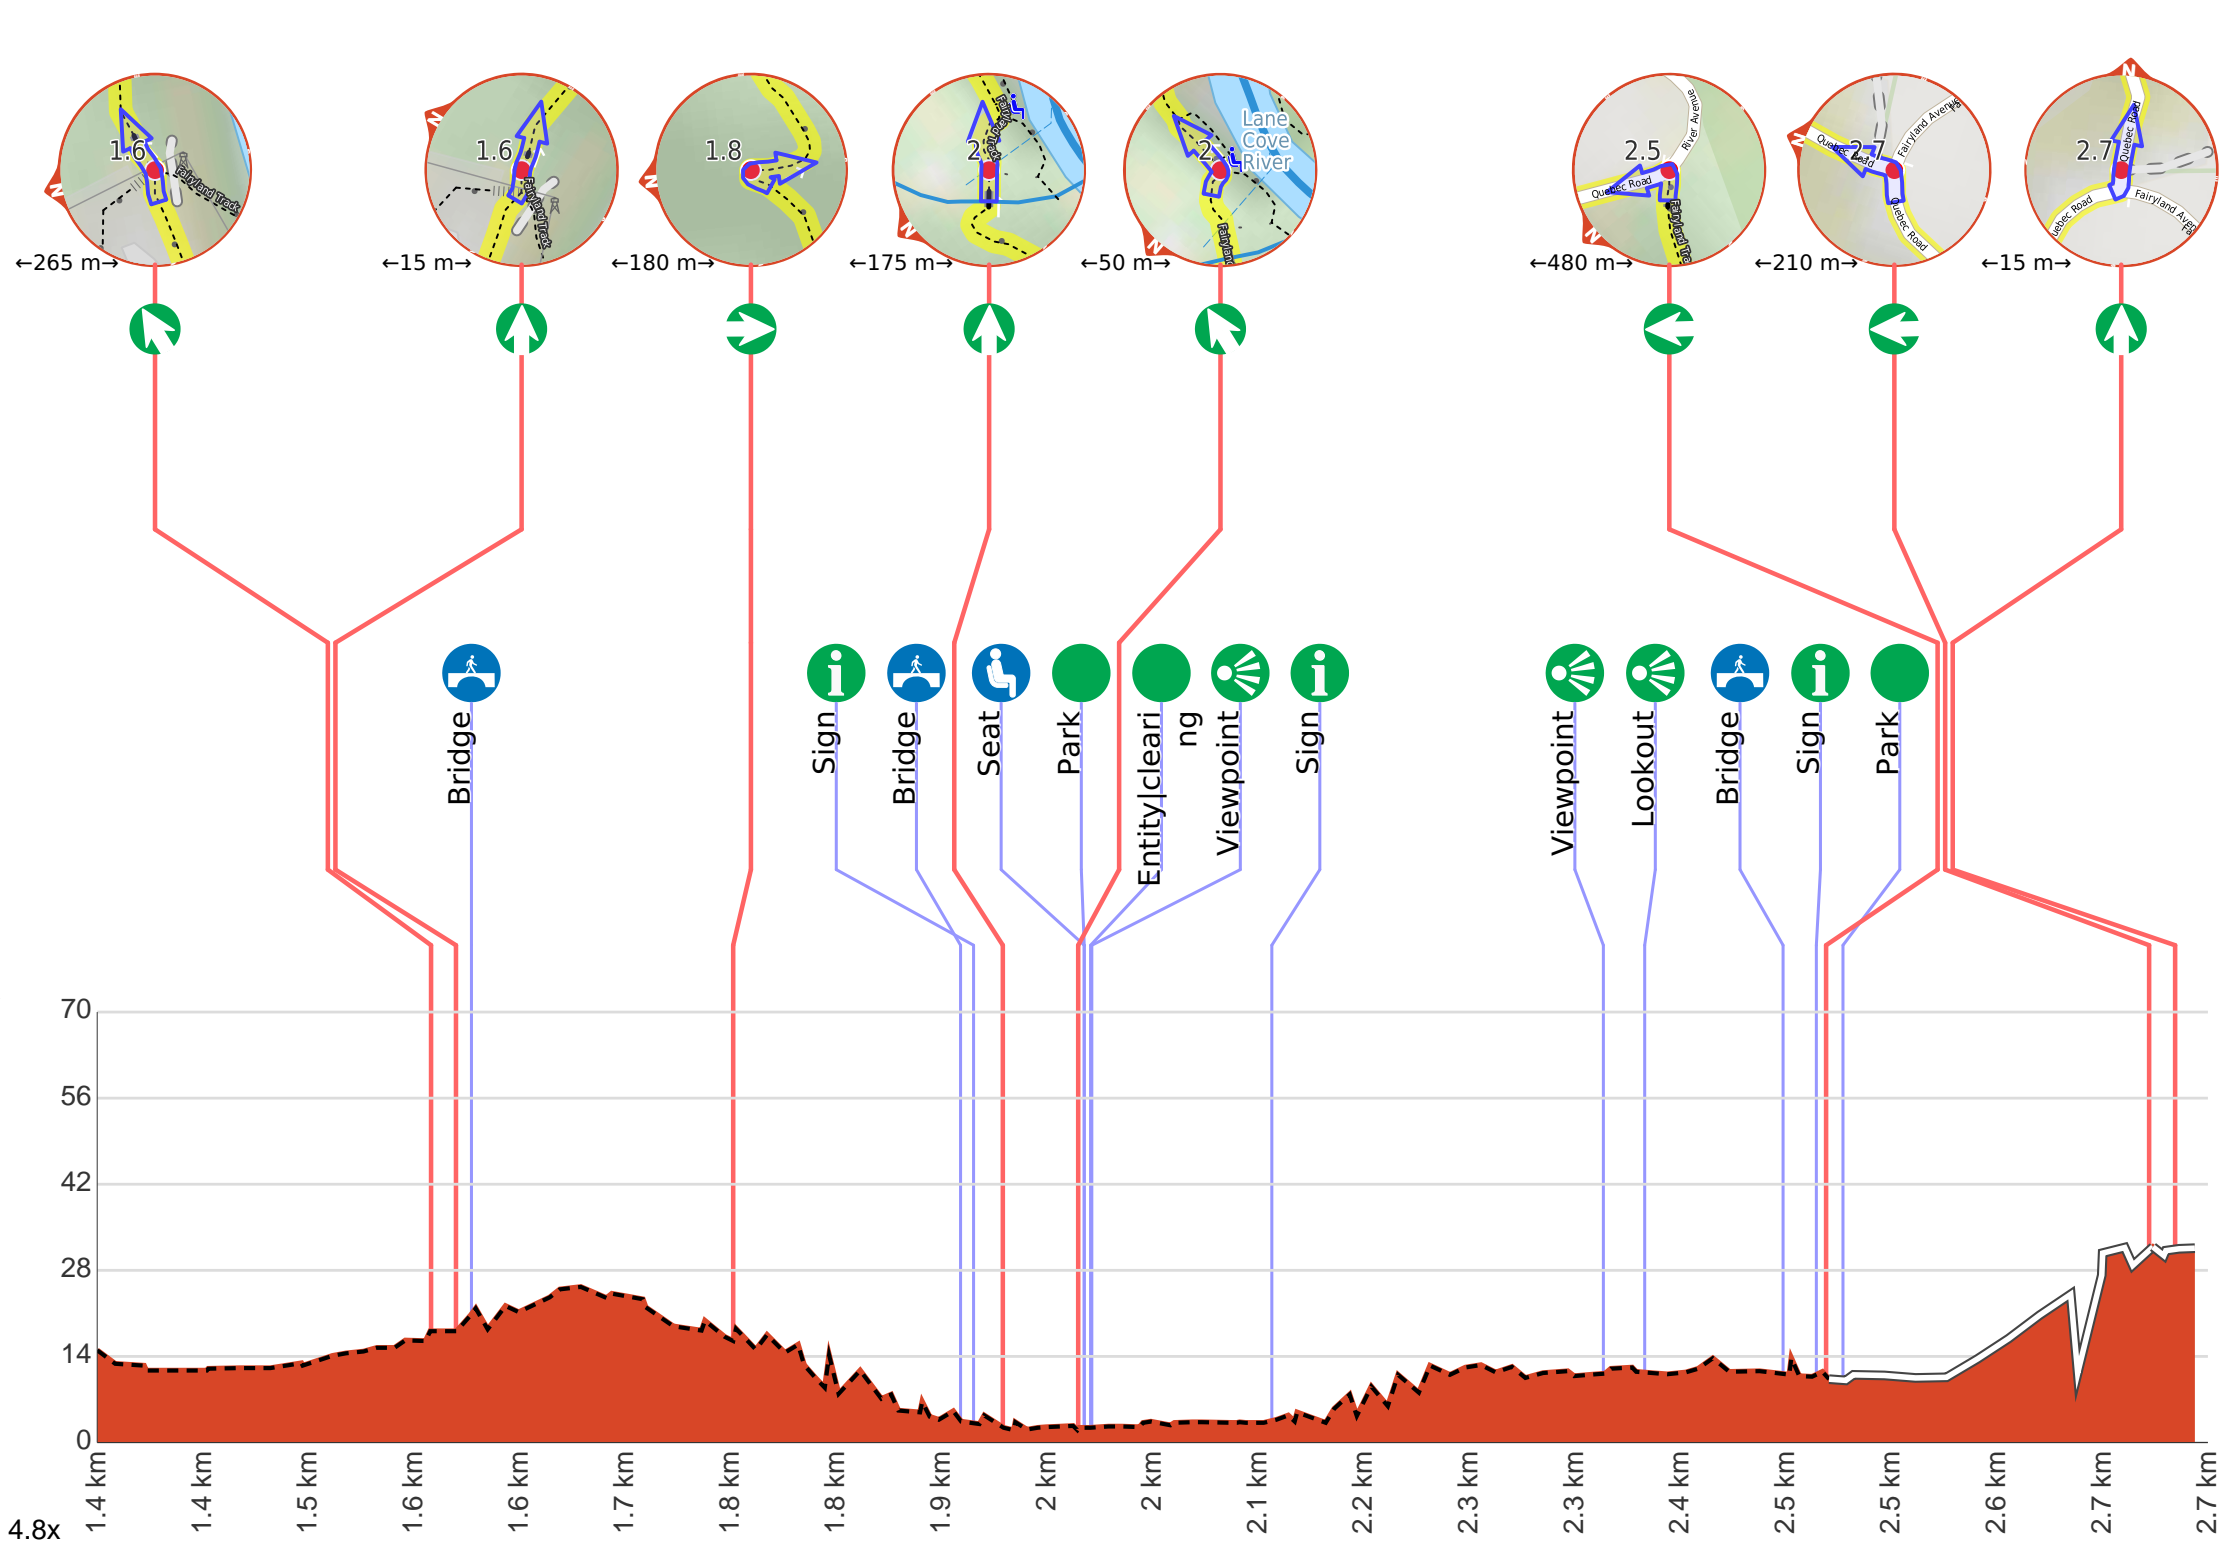 N
1.6
Fairyland Track
←265 m→
N
1.6
Fairyland Track
←15 m→
N
1.8
←180 m→
N
2
←175 m→
N
2
Lane
Cove
River
←50 m→
N
2.5
River Avenue
Quebec Road
←480 m→
N
2.7
Quebec Road
Fairyland Avenue
Quebec Road
←210 m→
N
2.7
Quebec Road
←15 m→
Bridge
Sign
Bridge
Seat
Park
Entity|cleari
ng
Viewpoint
Sign
Viewpoint
Lookout
Bridge
Sign
Park
70
56
42
28
14
0
1.4 km
1.4 km
1.5 km
1.6 km
1.6 km
1.7 km
1.8 km
1.8 km
1.9 km
2 km
2 km
2.1 km
2.2 km
2.3 km
2.3 km
2.4 km
2.5 km
2.5 km
2.6 km
2.7 km
2.7 km
4.8x